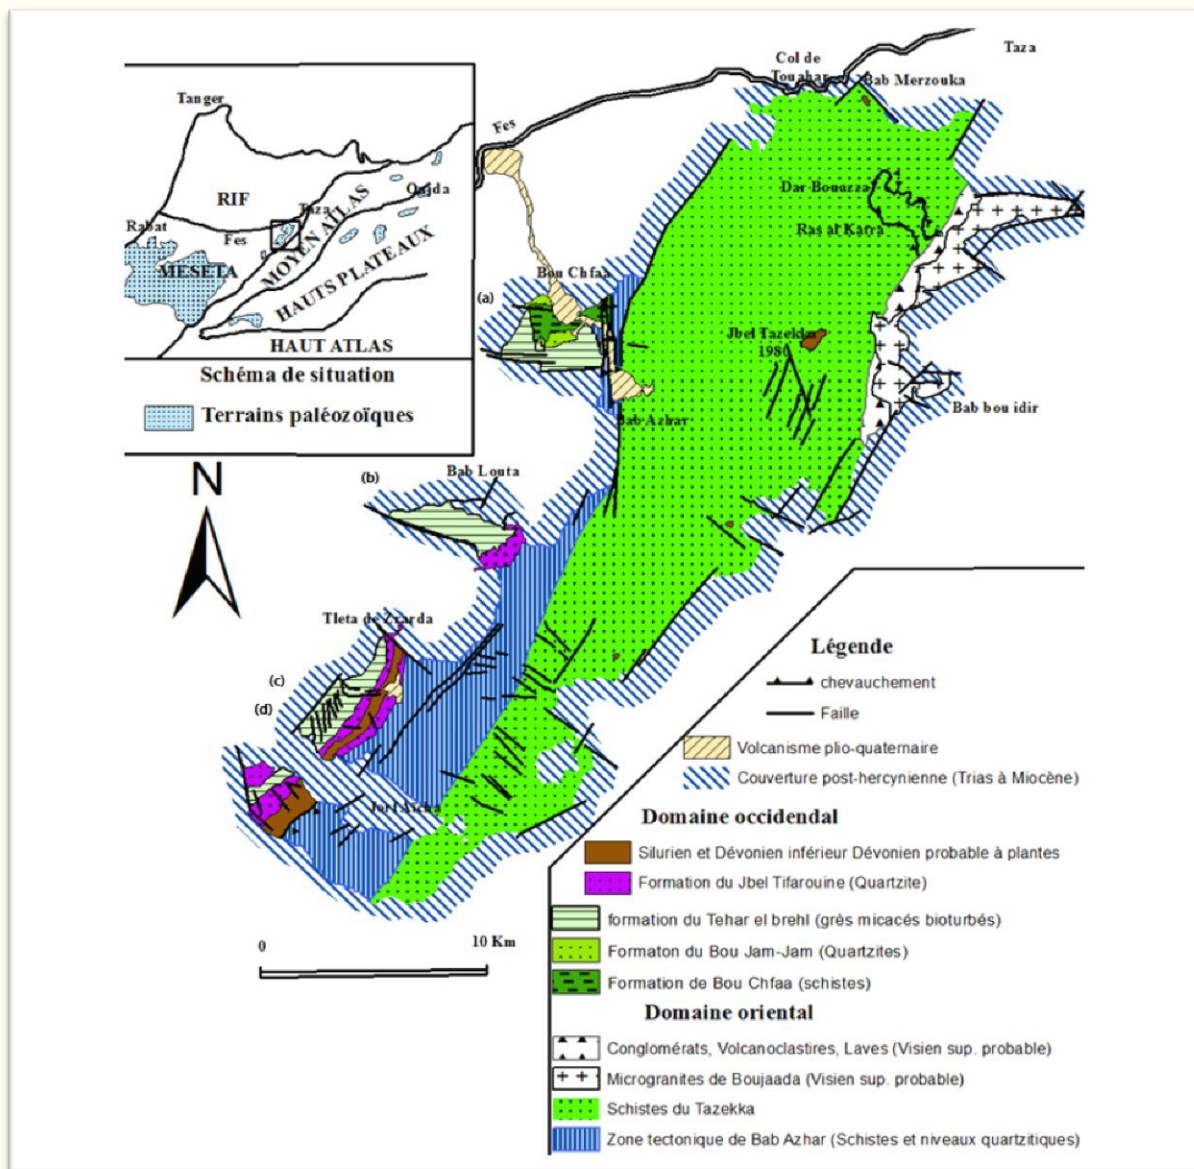 Taza
Col de
Touahar
Bab Merzouka
Tanger
Fes
RIF
Oujda
Taza
MOYEN ATLAS
Rabat
Fes
MESETA
HAUTS PLATEAUX
HAUT ATLAS
Schéma de situation
Terrains paléozoïques
Dar Bouazza
Ras al Katra
Bou Chfaa
(a)
Jbel Tazekka
1980
Bab bou idir
Bab Azhar
N
(b)
Bab Louta
Tleta de Zrarda
(c)
(d)
0
10 Km
Légende
chevauchement
Faille
Volcanisme plio-quaternaire
Couverture post-hercynienne (Trias à Miocène)
Domaine occidendal
Silurien et Dévonien inférieur Dévonien probable à plantes
Formation du Jbel Tifarouine (Quartzite)
formation du Tehar el brehl (grès micacés bioturbés)
Formaton du Bou Jam-Jam (Quartzites)
Formation de Bou Chfaa (schistes)
Domaine oriental
Conglomérats, Volcanoclastires, Laves (Visien sup. probable)
Microgranites de Boujaada (Visien sup. probable)
Schistes du Tazekka
Zone tectonique de Bab Azhar (Schistes et niveaux quartzitiques)